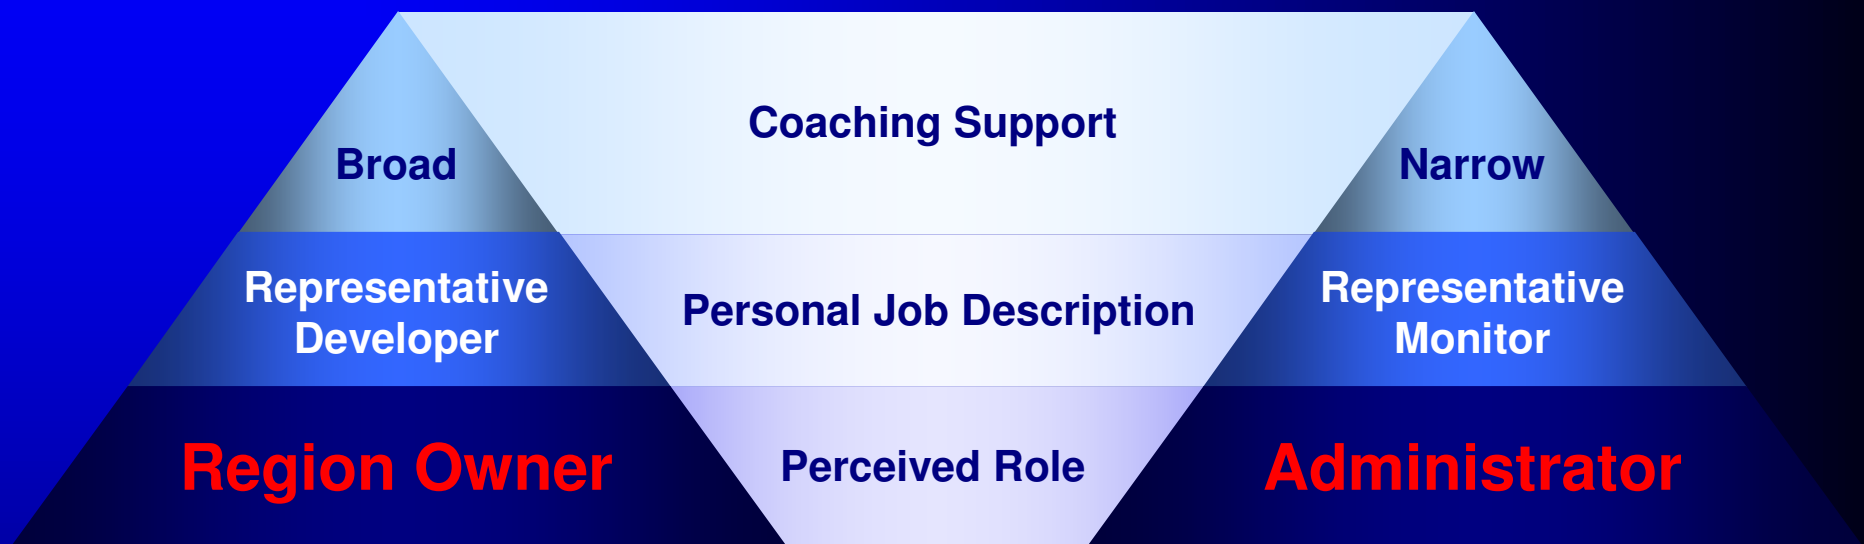 Coaching Support
Broad
Narrow
Representative
Developer
Personal Job Description
Representative
Monitor
Region Owner
Perceived Role
Administrator